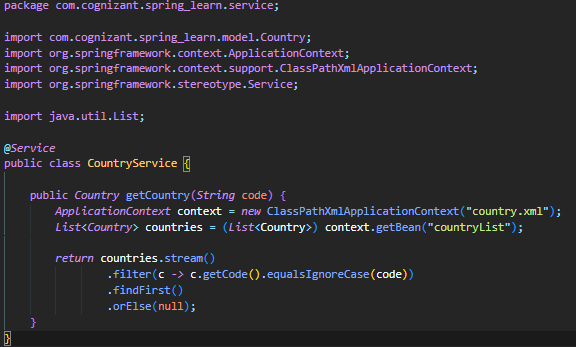 package com.cognizant.spring_learn.service;
import com.cognizant.spring_learn.model.Country;
import org.springframework.context.ApplicationContext;
import org.springframework.context.support.ClassPathXmlApplicationContext;
import org.springframework.stereotype.Service;
import java.util.List;
@Service
public class CountryService {
public Country getCountry(String code) {
ApplicationContext context = new ClassPathXmlApplicationContext("country.xml");
List<Country> countries = (List<Country>) context.getBean("countryList");
return countries.stream()
.filter(c -> c.getCode().equalsIgnoreCase(code))
.findFirst()
.orElse(null);
}
}